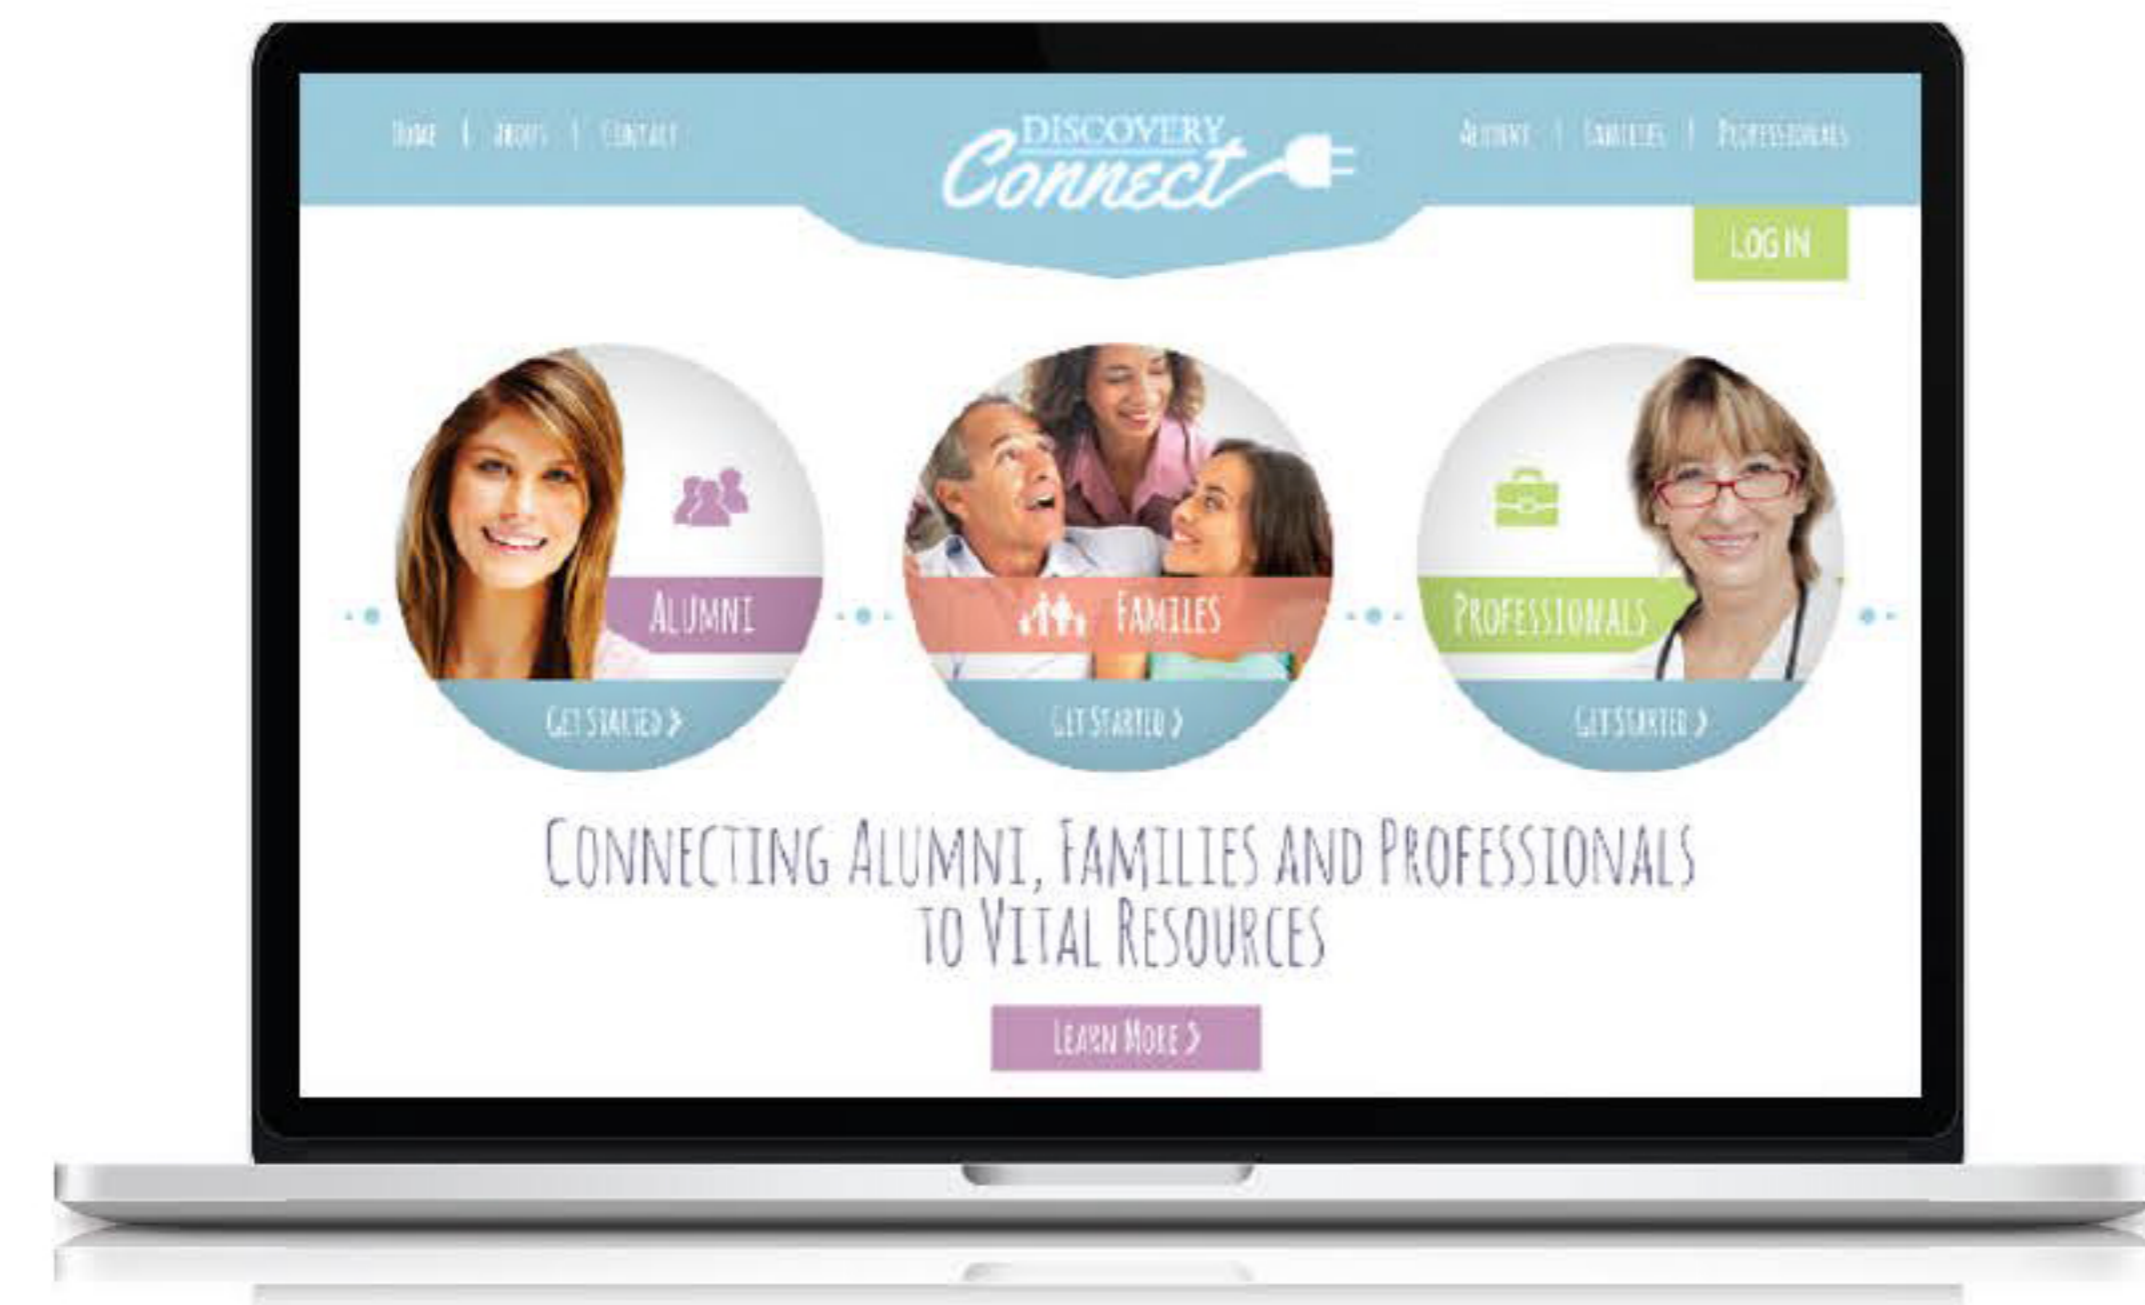 Home | About | Contact
DISCOVERY
Connect
Alumni | Families | Professionals
LOG IN
Alumni
Familes
Professionals
Get Started >
Get Started >
Get Started >
Connecting Alumni, Families and Professionals
to Vital Resources
Learn More >